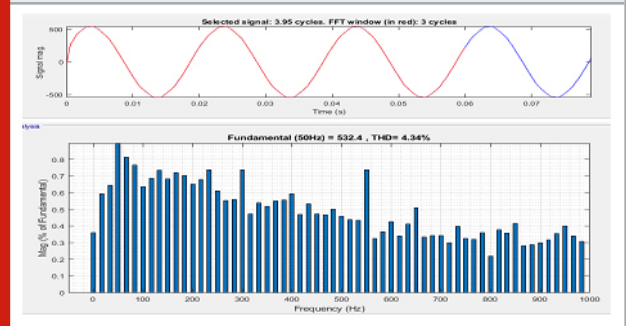 Selected signal: 3.95 cycles. FFT window (in red): 3 cycles
Signal mag.
500
0
-500
0 0.01 0.02 0.03 0.04 0.05 0.06 0.07
Time (s)
alysis
Fundamental (50Hz) = 532.4 , THD= 4.34%
Mag (% of Fundamental)
0.8
0.7
0.6
0.5
0.4
0.3
0.2
0.1
0
0 100 200 300 400 500 600 700 800 900 1000
Frequency (Hz)